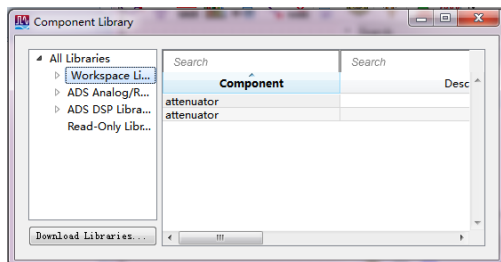 Component Library
All Libraries
Workspace Li...
ADS Analog/R...
ADS DSP Libra...
Read-Only Libr...
Download Libraries...
Search Search
Component Desc
attenuator
attenuator